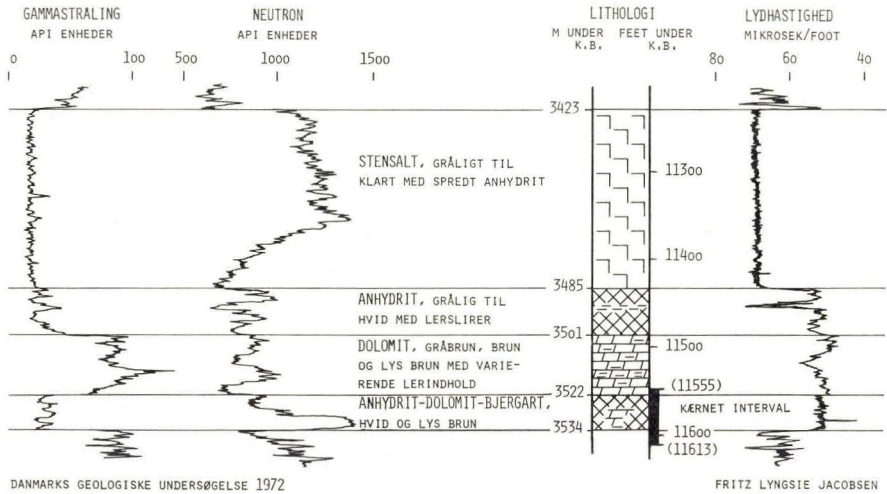 GAMMASTRÅLING
API ENHEDER
NEUTRON
API ENHEDER
LITHOLOGI
M UNDER K.B.
FEET UNDER K.B.
LYDHASTIGHED
MIKROSEK/FOOT
0 100 500 1000 1500
80 60 40
3423
STENSALT, GRÅLIGT TIL
KLART MED SPREDT ANHYDRIT
11300
11400
3485
ANHYDRIT, GRÅLIG TIL
HVID MED LERSLIRER
3501
DOLOMIT, GRÅBRUN, BRUN
OG LYS BRUN MED VARIE-
RENDE LERINDHOLD
11500
3522
(11555)
ANHYDRIT-DOLOMIT-BJERGART,
HVID OG LYS BRUN
KÆRNET INTERVAL
3534
11600
(11613)
DANMARKS GEOLOGISKE UNDERSØGELSE 1972
FRITZ LYNGSIE JACOBSEN